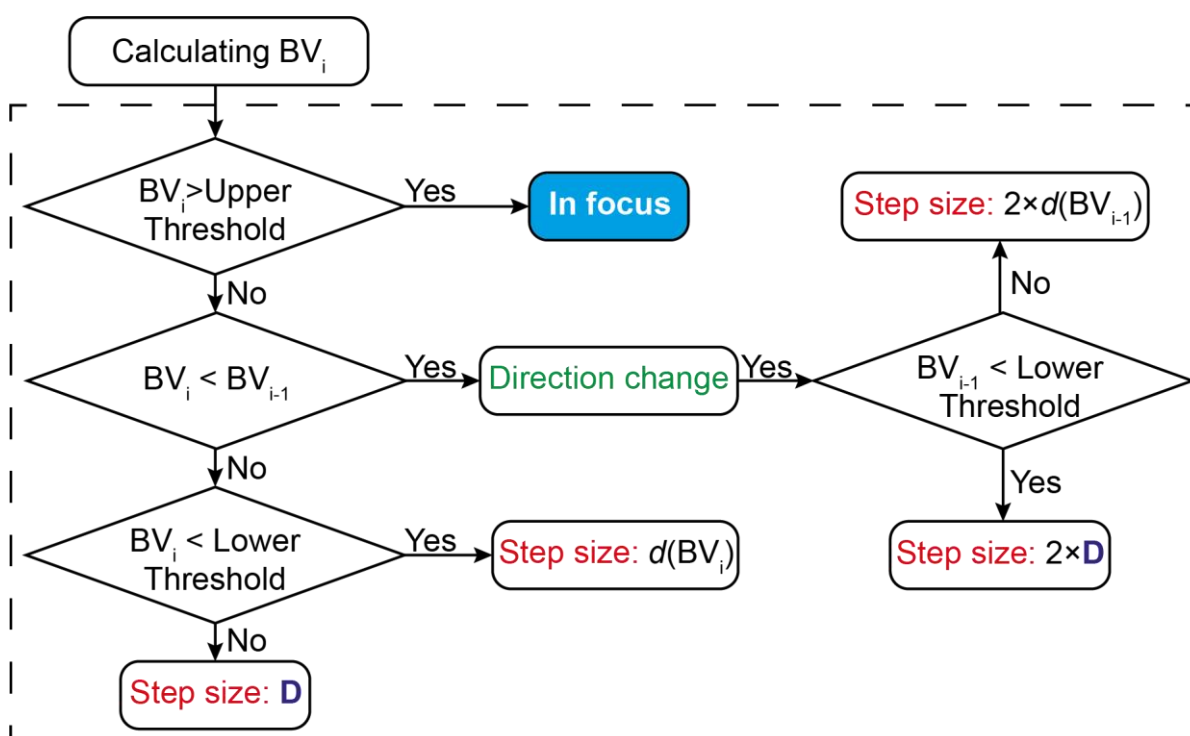 Calculating BVᵢ
BVᵢ>Upper
Threshold
Yes
In focus
Step size: 2×d(BVᵢ₋₁)
No
No
BVᵢ < BVᵢ₋₁
Yes
Direction change
Yes
BVᵢ₋₁ < Lower
Threshold
No
Yes
BVᵢ < Lower
Threshold
Yes
Step size: d(BVᵢ)
Step size: 2×D
No
Step size: D